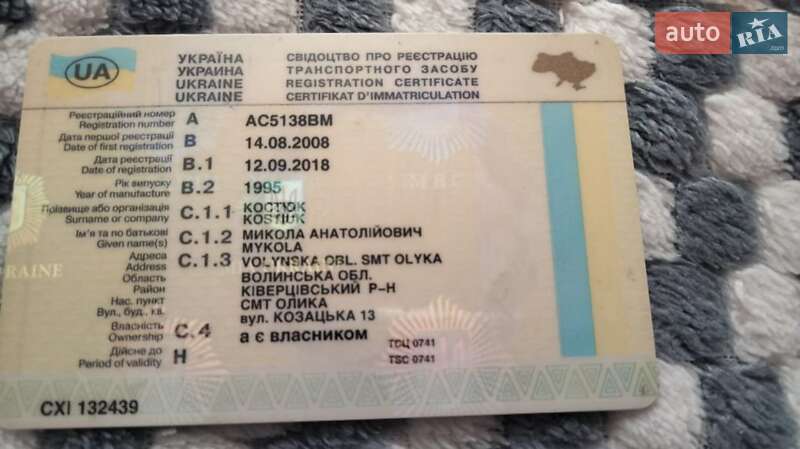 auto RIA .com
UA
УКРАЇНА СВІДОЦТВО ПРО РЕЄСТРАЦІЮ
УКРАИНА ТРАНСПОРТНОГО ЗАСОБУ
UKRAINE REGISTRATION CERTIFICATE
UKRAINE CERTIFIKAT D'IMMATRICULATION
Реєстраційний номер
Registration number A AC5138BM
Дата першої реєстрації
Date of first registration B 14.08.2008
Дата реєстрації
Date of registration B.1 12.09.2018
Рік випуску
Year of manufacture B.2 1995
Прізвище або організація
Surname or company C.1.1 КОСТЮК
KOSTIUK
Ім'я та по батькові
Given name(s) C.1.2 МИКОЛА АНАТОЛІЙОВИЧ
MYKOLA
Адреса
Address C.1.3 VOLYNSKA OBL. SMT OLYKA
Область ВОЛИНСЬКА ОБЛ.
Район КІВЕРЦІВСЬКИЙ Р-Н
Нас. пункт СМТ ОЛИКА
Вул., буд., кв. вул. КОЗАЦЬКА 13
Власність
Ownership C.4 а є власником
Дійсне до
Period of validity H
ТСЦ 0741
TSC 0741
UKRAINE
CXI 132439